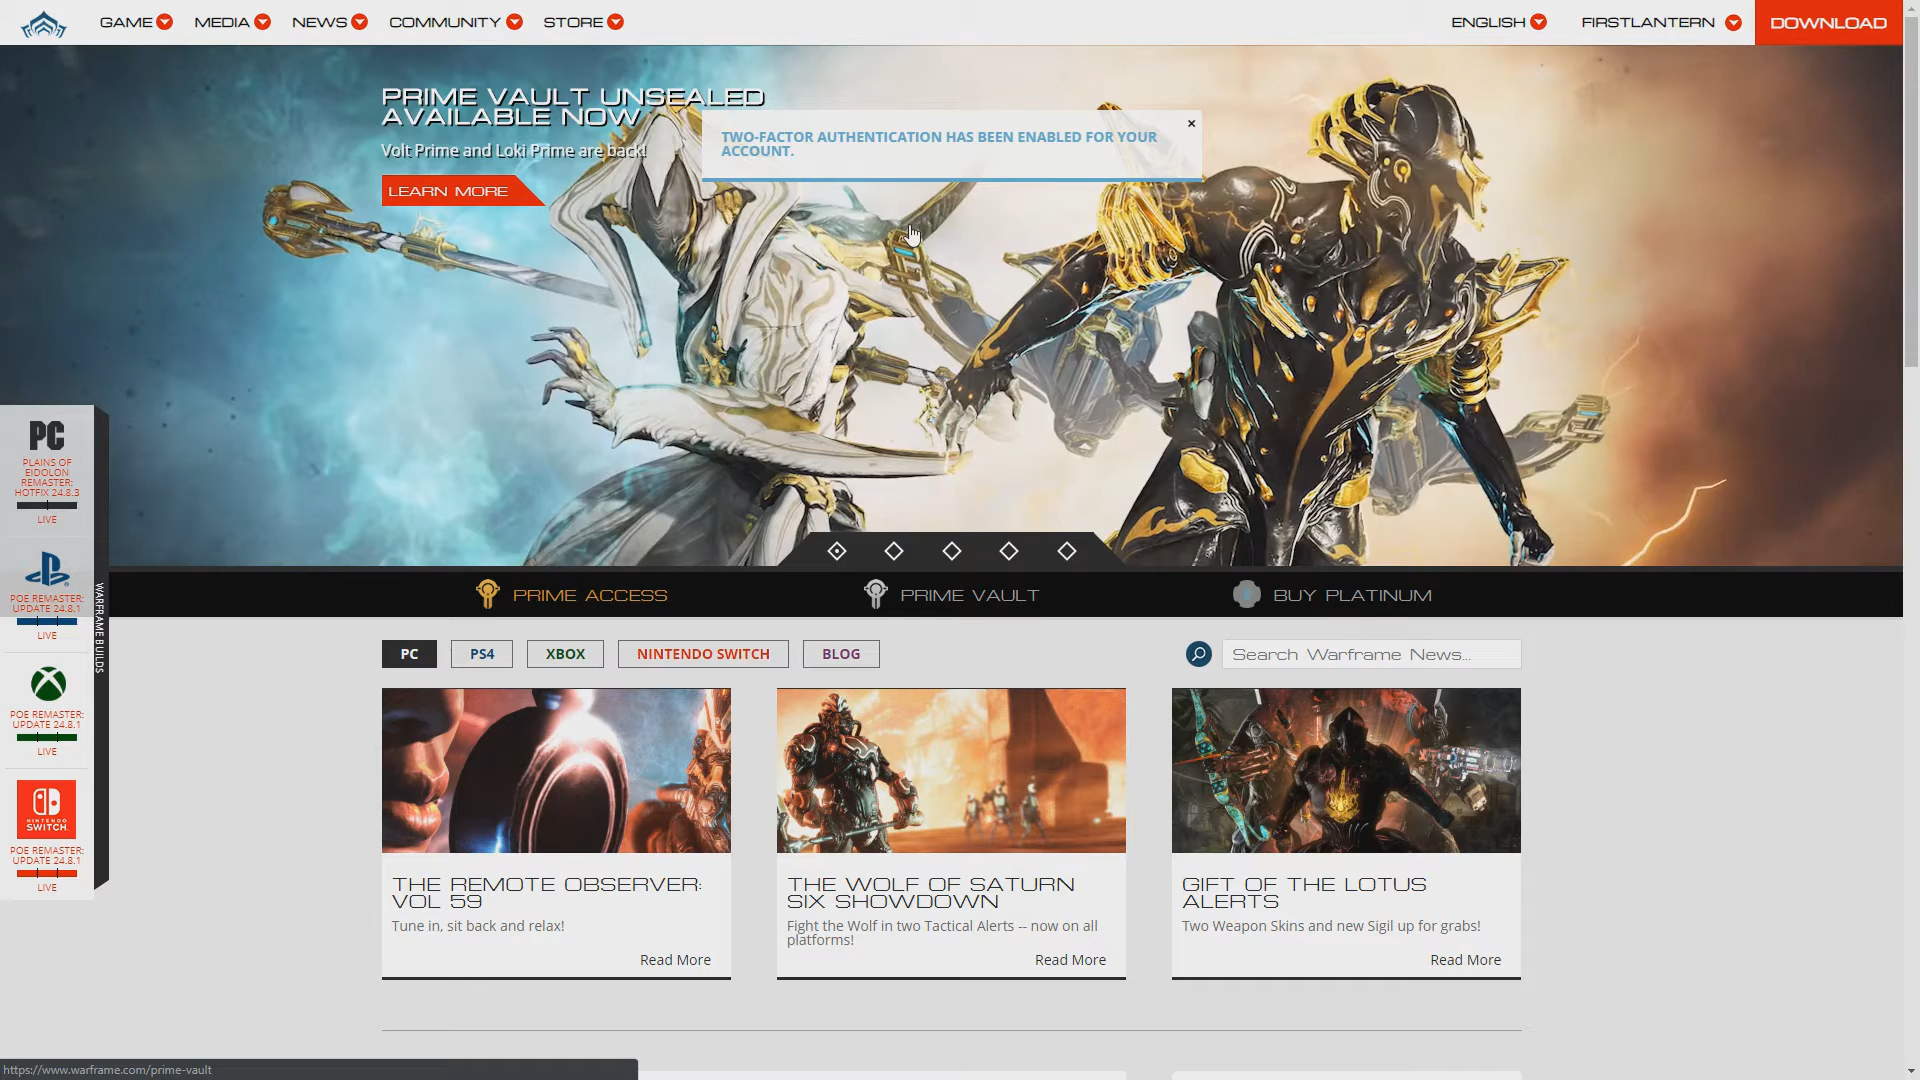 GAME
MEDIA
NEWS
COMMUNITY
STORE
ENGLISH
FIRSTLANTERN
DOWNLOAD
PRIME VAULT UNSEALED
AVAILABLE NOW
Volt Prime and Loki Prime are back!
LEARN MORE
TWO-FACTOR AUTHENTICATION HAS BEEN ENABLED FOR YOUR
ACCOUNT.
×
PC
PLAINS OF
EIDOLON
REMASTER:
HOTFIX 24.8.3
LIVE
POE REMASTER:
UPDATE 24.8.1
LIVE
POE REMASTER:
UPDATE 24.8.1
LIVE
NINTENDO
SWITCH
POE REMASTER:
UPDATE 24.8.1
LIVE
WARFRAME BUILDS
PRIME ACCESS
PRIME VAULT
BUY PLATINUM
PC
PS4
XBOX
NINTENDO SWITCH
BLOG
Search Warframe News...
THE REMOTE OBSERVER:
VOL 59
Tune in, sit back and relax!
Read More
THE WOLF OF SATURN
SIX SHOWDOWN
Fight the Wolf in two Tactical Alerts -- now on all
platforms!
Read More
GIFT OF THE LOTUS
ALERTS
Two Weapon Skins and new Sigil up for grabs!
Read More
https://www.warframe.com/prime-vault